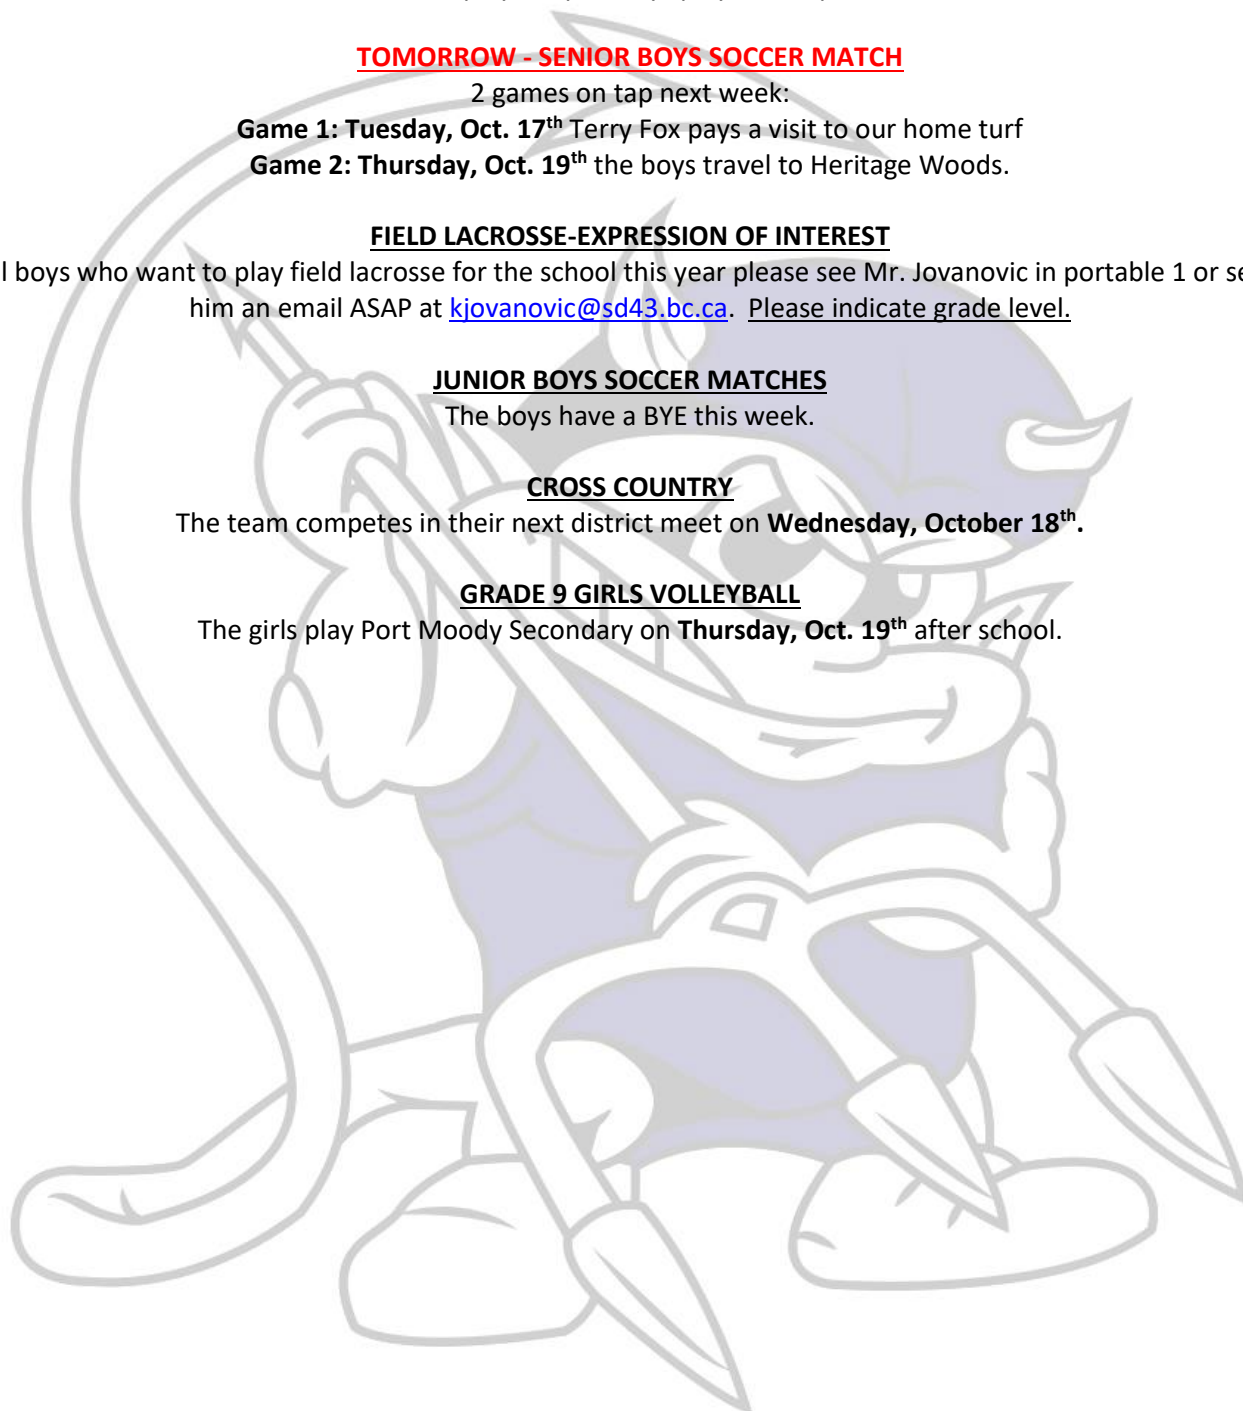 TOMORROW - SENIOR BOYS SOCCER MATCH
2 games on tap next week:
Game 1: Tuesday, Oct. 17th Terry Fox pays a visit to our home turf
Game 2: Thursday, Oct. 19th the boys travel to Heritage Woods.
FIELD LACROSSE-EXPRESSION OF INTEREST
boys who want to play field lacrosse for the school this year please see Mr. Jovanovic in portable 1 or
him an email ASAP at kjovanovic@sd43.bc.ca. Please indicate grade level.
JUNIOR BOYS SOCCER MATCHES
The boys have a BYE this week.
CROSS COUNTRY
The team competes in their next district meet on Wednesday, October 18th.
GRADE 9 GIRLS VOLLEYBALL
The girls play Port Moody Secondary on Thursday, Oct. 19th after school.